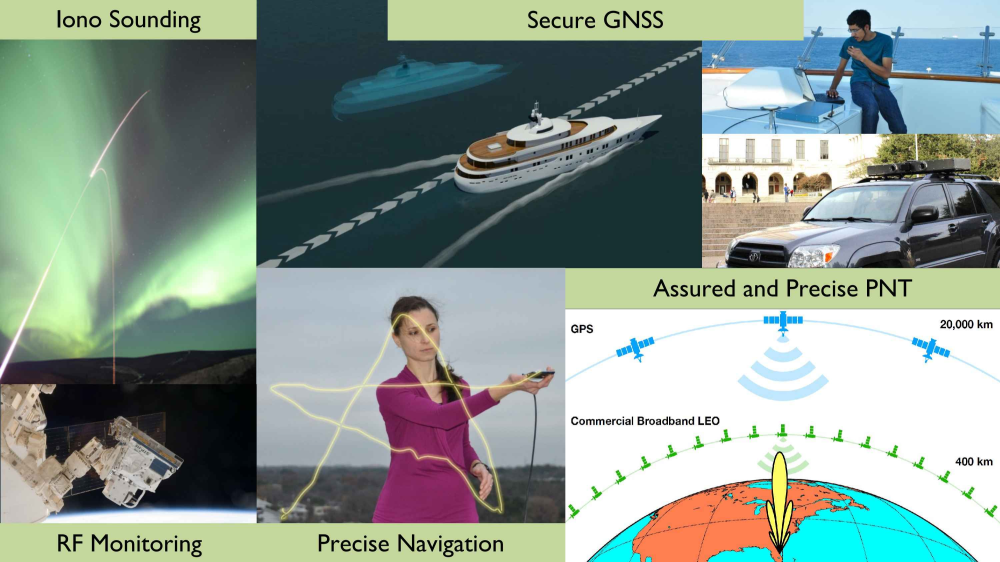 Iono Sounding
Secure GNSS
Assured and Precise PNT
GPS
20,000 km
Commercial Broadband LEO
400 km
RF Monitoring
Precise Navigation